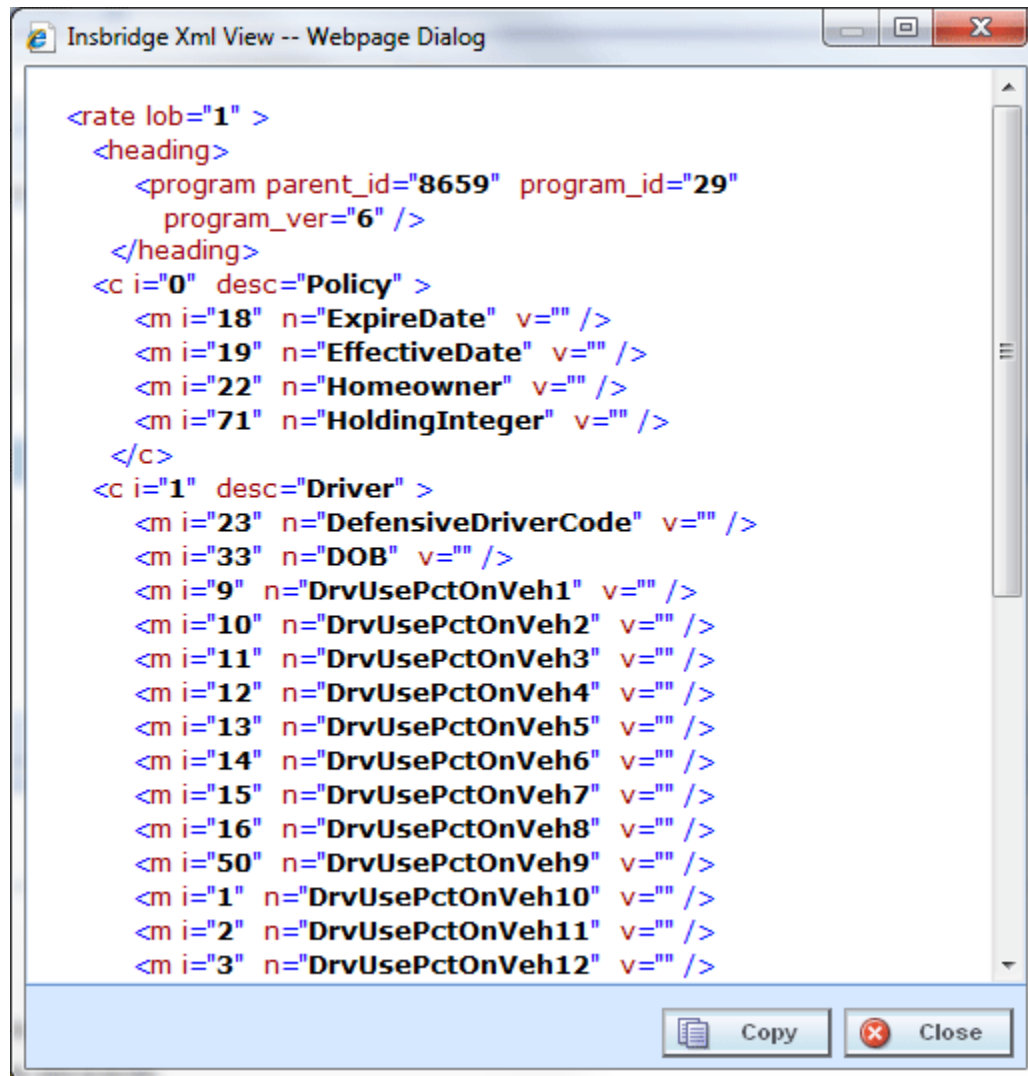 Insbridge Xml View -- Webpage Dialog
<rate lob="1" >
<heading>
<program parent_id="8659" program_id="29"
program_ver="6" />
</heading>
<c i="0" desc="Policy" >
<m i="18" n="ExpireDate" v="" />
<m i="19" n="EffectiveDate" v="" />
<m i="22" n="Homeowner" v="" />
<m i="71" n="HoldingInteger" v="" />
</c>
<c i="1" desc="Driver" >
<m i="23" n="DefensiveDriverCode" v="" />
<m i="33" n="DOB" v="" />
<m i="9" n="DrvUsePctOnVeh1" v="" />
<m i="10" n="DrvUsePctOnVeh2" v="" />
<m i="11" n="DrvUsePctOnVeh3" v="" />
<m i="12" n="DrvUsePctOnVeh4" v="" />
<m i="13" n="DrvUsePctOnVeh5" v="" />
<m i="14" n="DrvUsePctOnVeh6" v="" />
<m i="15" n="DrvUsePctOnVeh7" v="" />
<m i="16" n="DrvUsePctOnVeh8" v="" />
<m i="50" n="DrvUsePctOnVeh9" v="" />
<m i="1" n="DrvUsePctOnVeh10" v="" />
<m i="2" n="DrvUsePctOnVeh11" v="" />
<m i="3" n="DrvUsePctOnVeh12" v="" />
Copy Close